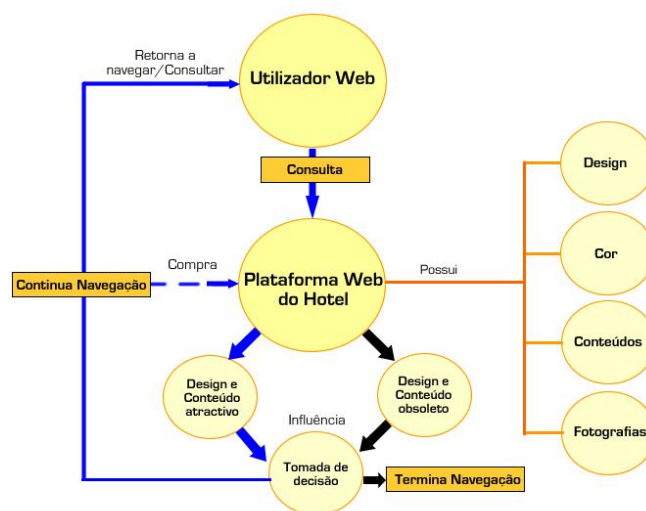 Retorna a
navegar/Consultar
Utilizador Web
Consulta
Design
Cor
Compra
Possui
Continua Navegação
Plataforma Web
do Hotel
Conteúdos
Design e
Conteúdo
atractivo
Design e
Conteúdo
obsoleto
Influência
Fotografias
Tomada de
decisão
Termina Navegação